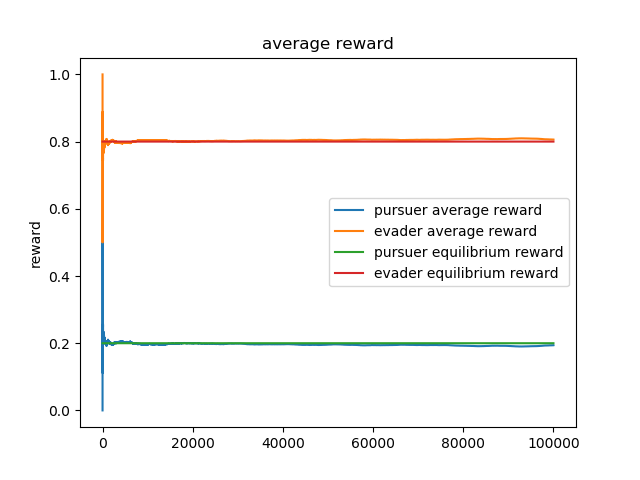 average reward
1.0
0.8
0.6
0.4
0.2
0.0
reward
pursuer average reward
evader average reward
pursuer equilibrium reward
evader equilibrium reward
0 20000 40000 60000 80000 100000